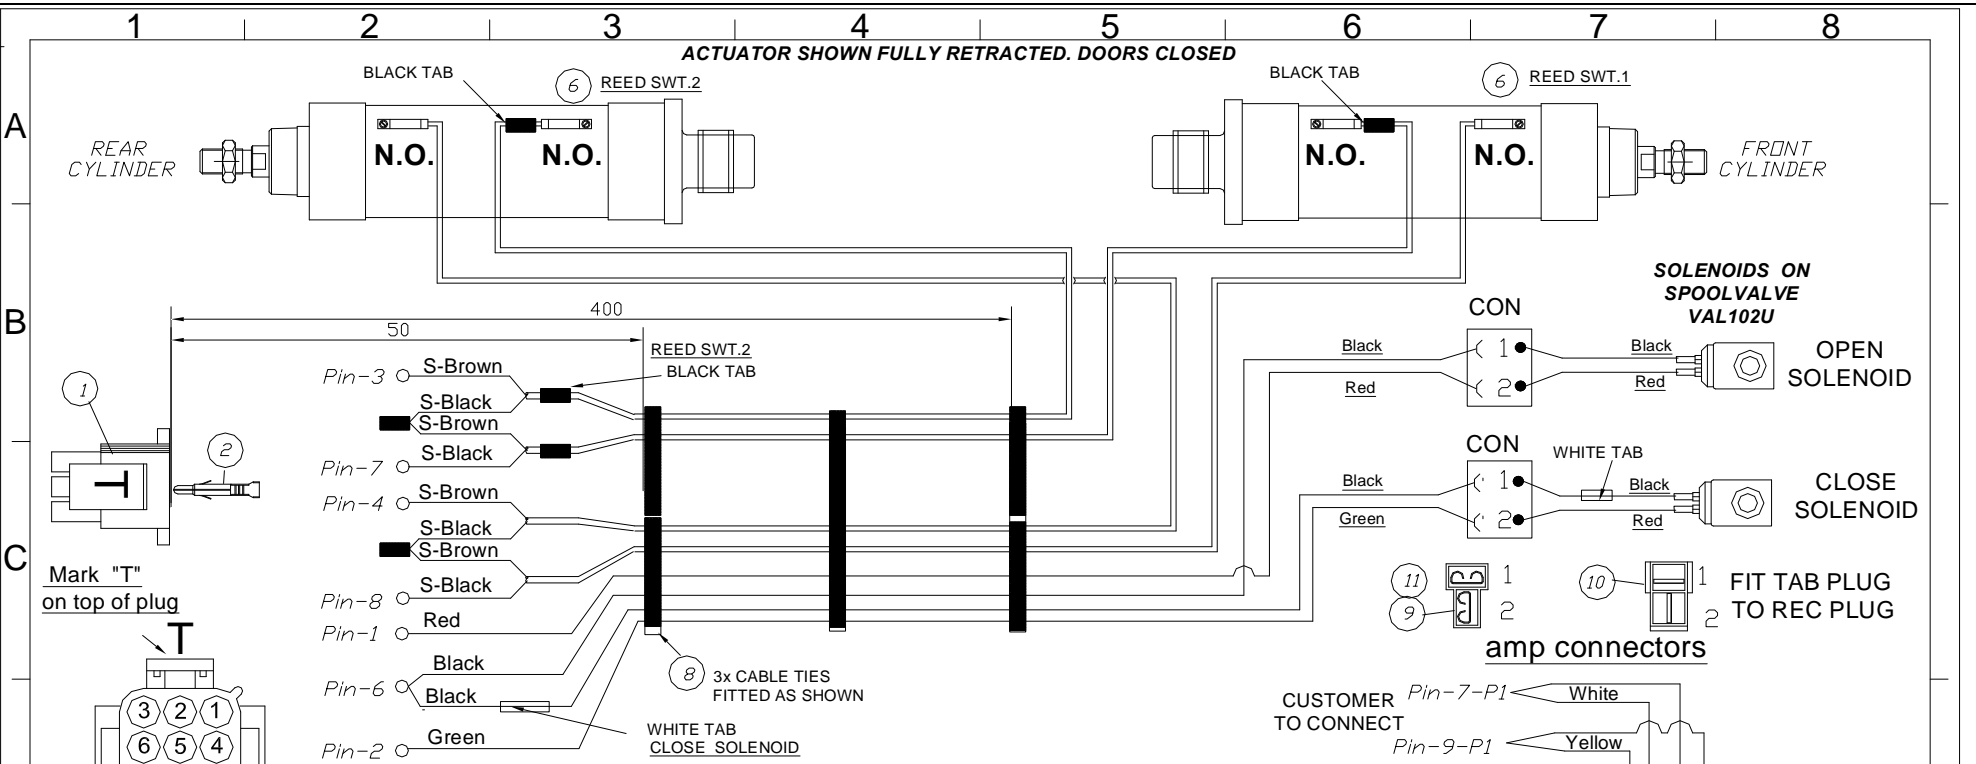 1 2 3 4 5 6 7 8
ACTUATOR SHOWN FULLY RETRACTED. DOORS CLOSED
A
BLACK TAB
6 REED SWT.2
BLACK TAB
6 REED SWT.1
REAR
CYLINDER
N.O. N.O.
N.O. N.O.
FRONT
CYLINDER
B
400
50
SOLENOIDS ON
SPOOLVALVE
VAL102U
CON
REED SWT.2
BLACK TAB
Pin-3 S-Brown
S-Black
S-Brown
Pin-7 S-Black
Black
Red
1
2
Black
Red
OPEN
SOLENOID
1
2
T
C
Pin-4 S-Brown
S-Black
S-Brown
Pin-8 S-Black
CON
WHITE TAB
Black
Green
1
2
Black
Red
CLOSE
SOLENOID
Mark "T"
on top of plug
T
Pin-1 Red
Pin-6 Black
Black
Pin-2 Green
8 3x CABLE TIES
FITTED AS SHOWN
WHITE TAB
CLOSE SOLENOID
11 1
9 2
10 1
2
FIT TAB PLUG
TO REC PLUG
amp connectors
3 2 1
6 5 4
CUSTOMER
TO CONNECT
Pin-7-P1 White
Pin-9-P1 Yellow